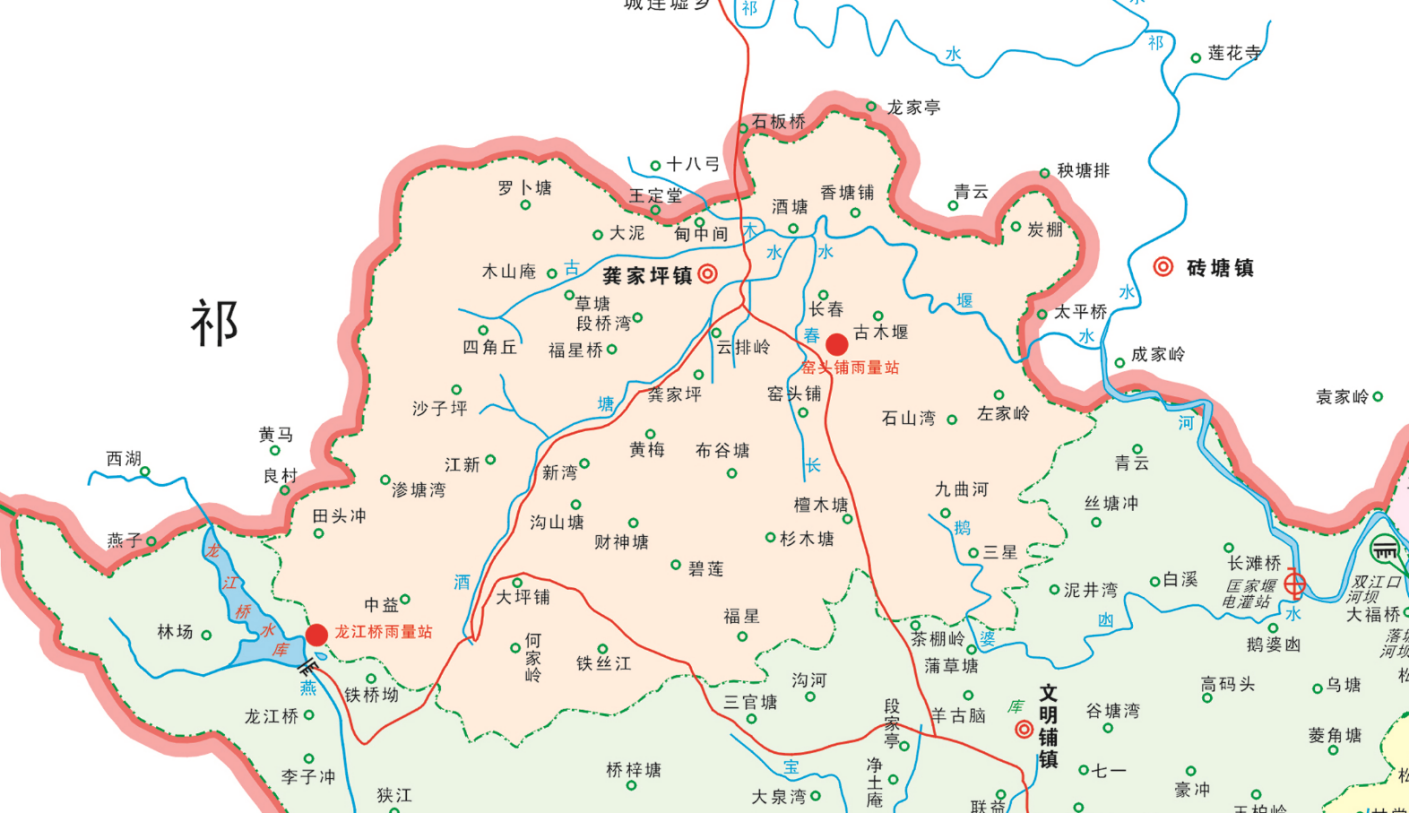 城连墟乡
祁
水
水
祁
莲花寺
龙家亭
石板桥
十八弓
秧塘排
罗卜塘
王定堂
香塘铺
青云
酒塘
大泥
甸中间
木
炭棚
水
水
木山庵
古
龚家坪镇
砖塘镇
祁
草塘
段桥湾
长春
堰
水
太平桥
四角丘
福星桥
云排岭
春
古木堰
水
成家岭
窑头铺雨量站
龚家坪
窑头铺
沙子坪
塘
石山湾
左家岭
袁家岭
河
黄马
西湖
良村
江新
新湾
黄梅
布谷塘
长
青云
渗塘湾
九曲河
田头冲
沟山塘
财神塘
檀木塘
丝塘冲
燕子
龙
江
桥
水
库
杉木塘
鹅
三星
长滩桥
碧莲
酒
大坪铺
泥井湾
白溪
匡家堰
电灌站
双江口
河坝
中益
福星
凼
水
大福桥
林场
龙江桥雨量站
何家岭
铁丝江
茶棚岭
婆
鹅婆凼
河坝
蒲草塘
燕
铁桥坳
沟河
三官塘
高码头
乌塘
龙江桥
段家亭
羊古脑
库
文明铺镇
谷塘湾
菱角塘
李子冲
桥梓塘
宝
净土庵
七一
豪冲
狭江
大泉湾
联益